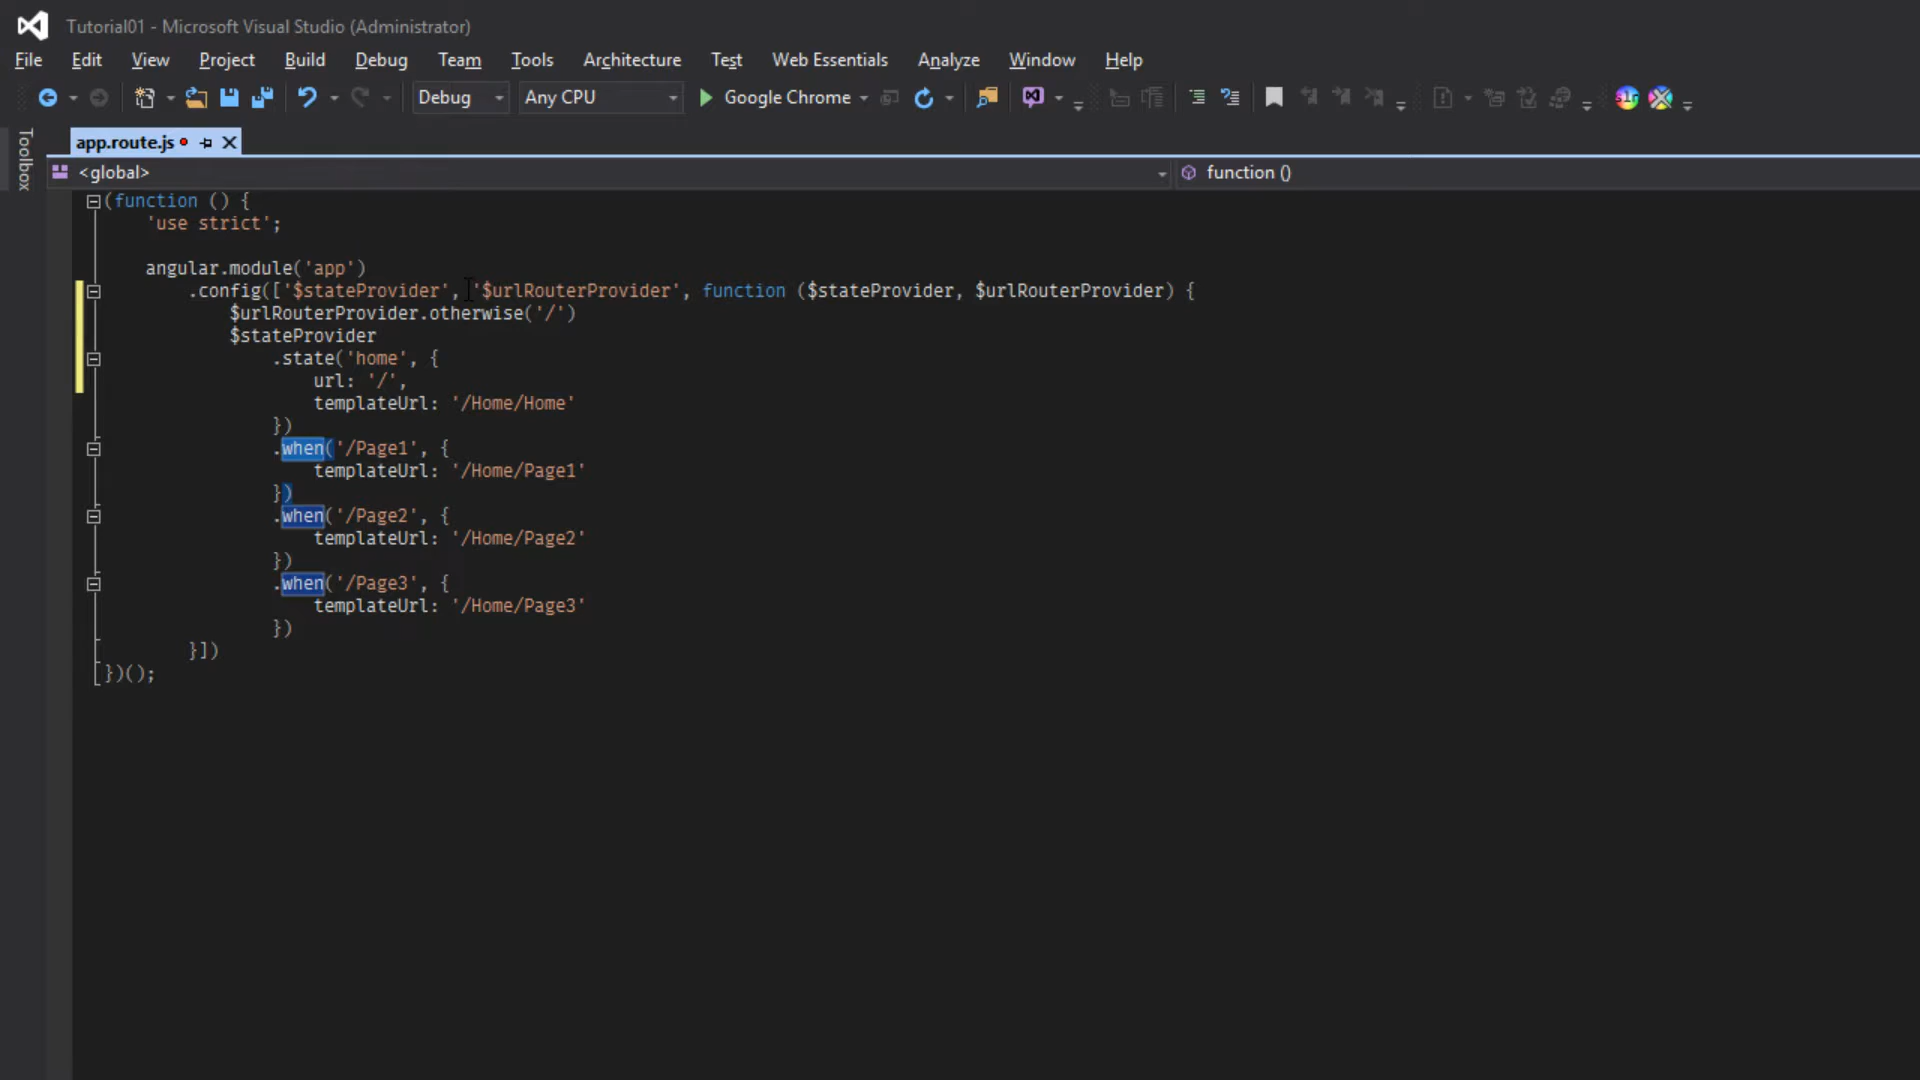 Tutorial01 - Microsoft Visual Studio (Administrator)
File Edit View Project Build Debug Team Tools Architecture Test Web Essentials Analyze Window Help
Debug Any CPU Google Chrome
Toolbox
app.route.js
<global> function ()
(function () {
'use strict';
angular.module('app')
.config(['$stateProvider', '$urlRouterProvider', function ($stateProvider, $urlRouterProvider) {
$urlRouterProvider.otherwise('/')
$stateProvider
.state('home', {
url: '/',
templateUrl: '/Home/Home'
})
.when('/Page1', {
templateUrl: '/Home/Page1'
})
.when('/Page2', {
templateUrl: '/Home/Page2'
})
.when('/Page3', {
templateUrl: '/Home/Page3'
})
}])
})();